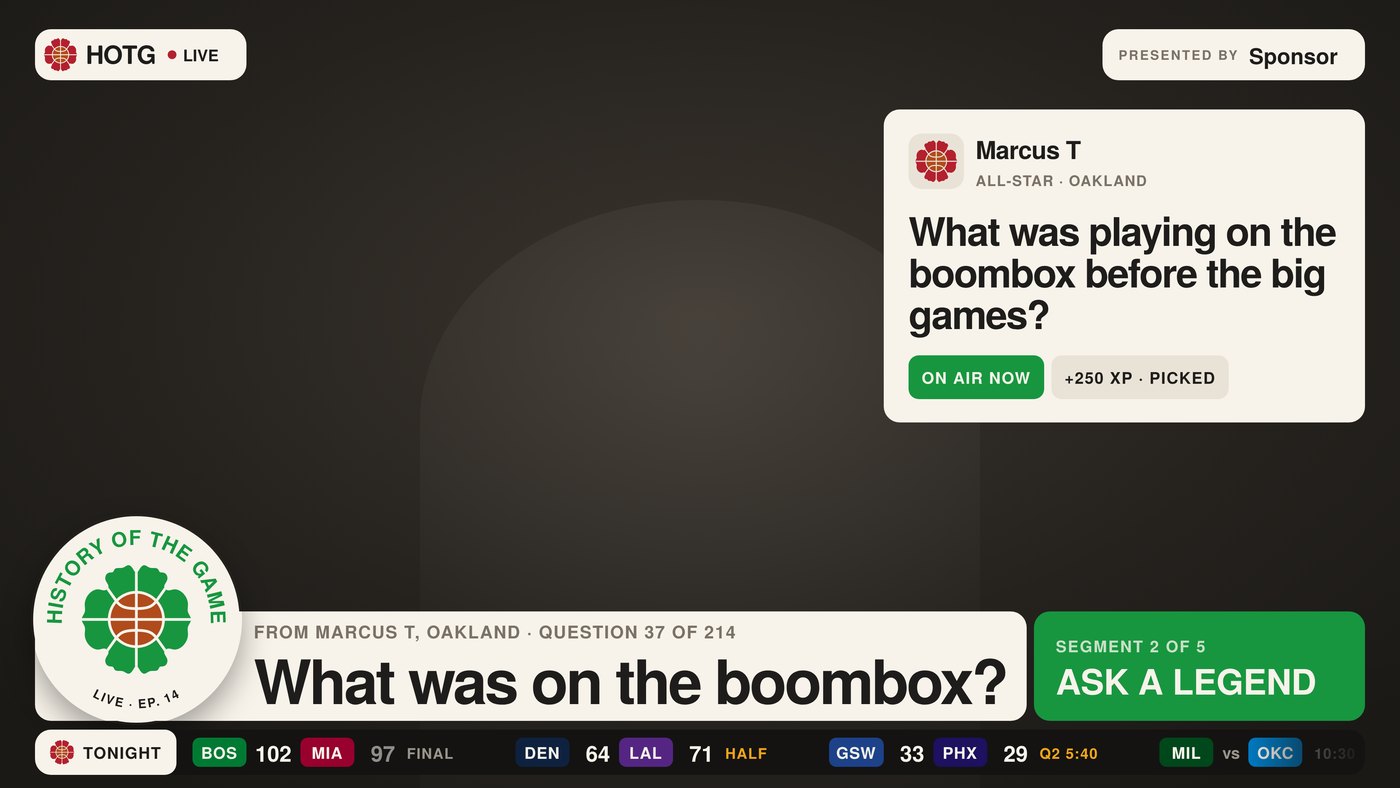 HOTG • LIVE
PRESENTED BY Sponsor
Marcus T
ALL-STAR · OAKLAND
What was playing on the
boombox before the big
games?
ON AIR NOW
+250 XP · PICKED
HISTORY OF THE GAME
LIVE · EP. 14
FROM MARCUS T, OAKLAND · QUESTION 37 OF 214
What was on the boombox?
SEGMENT 2 OF 5
ASK A LEGEND
TONIGHT BOS 102 MIA 97 FINAL DEN 64 LAL 71 HALF GSW 33 PHX 29 Q2 5:40 MIL vs OKC 10:30